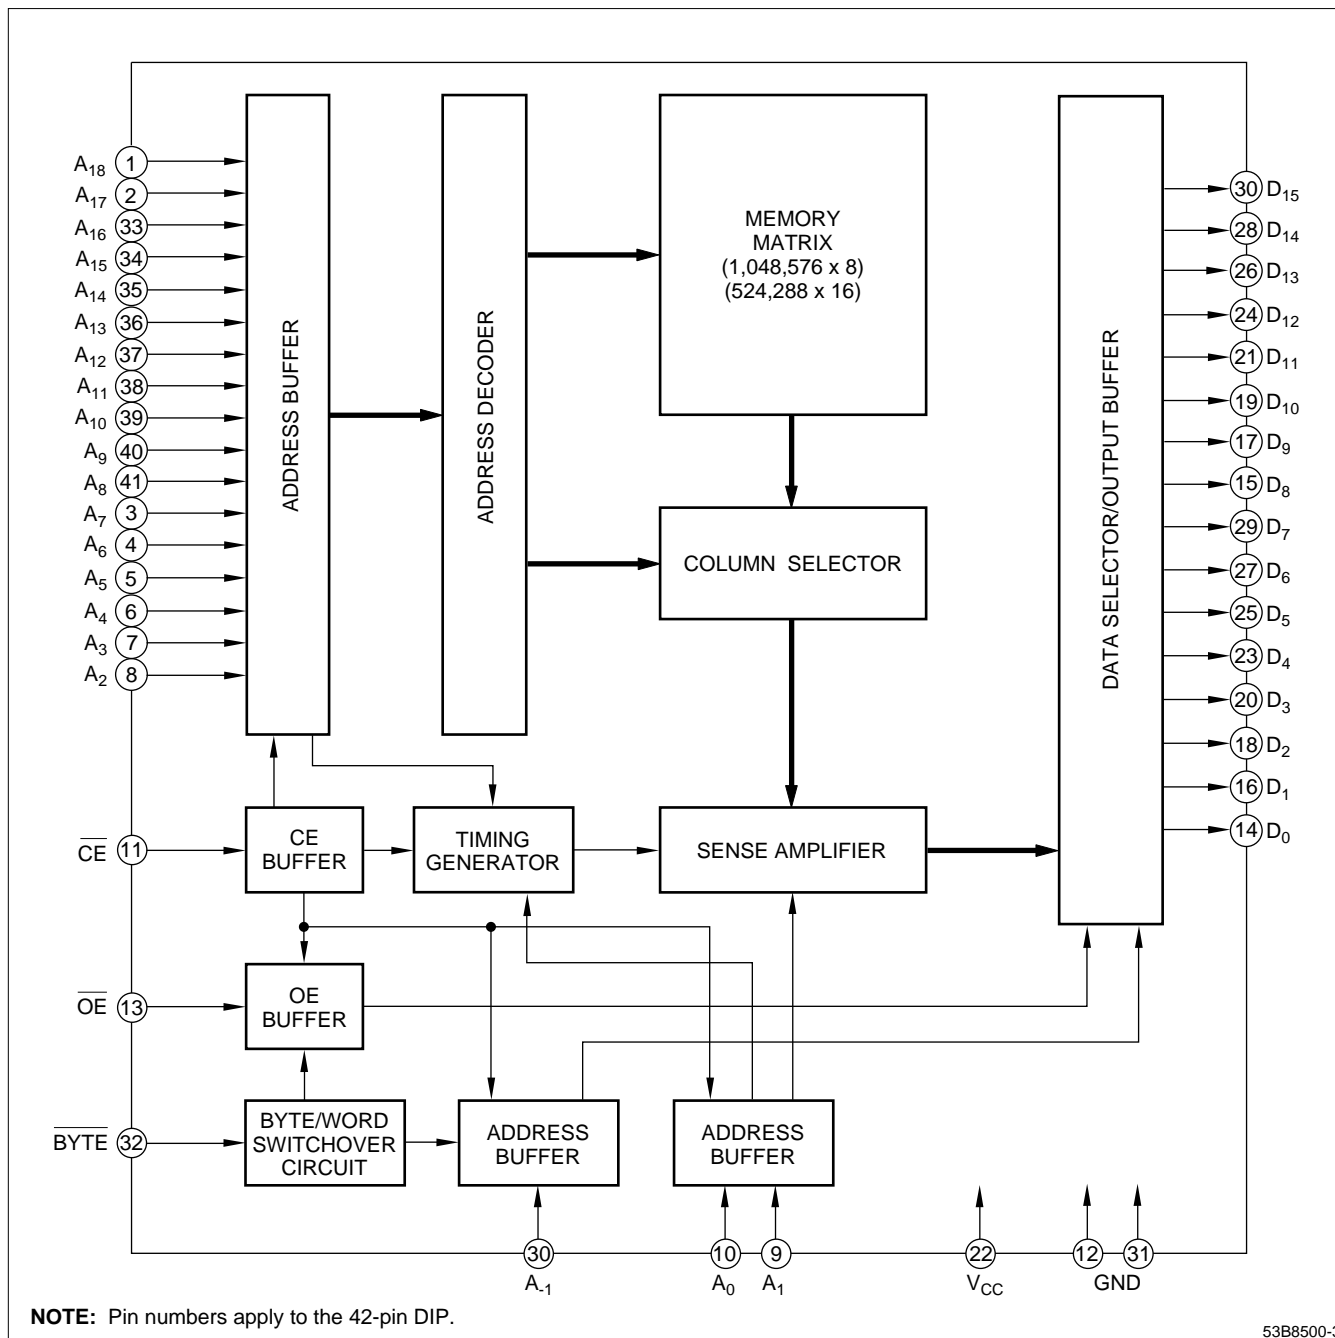 A18 1
A17 2
A16 33
A15 34
A14 35
A13 36
A12 37
A11 38
A10 39
A9 40
A8 41
A7 3
A6 4
A5 5
A4 6
A3 7
A2 8
ADDRESS BUFFER
ADDRESS DECODER
MEMORY
MATRIX
(1,048,576 x 8)
(524,288 x 16)
COLUMN SELECTOR
DATA SELECTOR/OUTPUT BUFFER
30 D15
28 D14
26 D13
24 D12
21 D11
19 D10
17 D9
15 D8
29 D7
27 D6
25 D5
23 D4
20 D3
18 D2
16 D1
14 D0
CE 11
CE
BUFFER
TIMING
GENERATOR
SENSE AMPLIFIER
OE 13
OE
BUFFER
BYTE 32
BYTE/WORD
SWITCHOVER
CIRCUIT
ADDRESS
BUFFER
ADDRESS
BUFFER
30 10 9 22 12 31
A-1 A0 A1 VCC GND
NOTE: Pin numbers apply to the 42-pin DIP.
53B8500-3